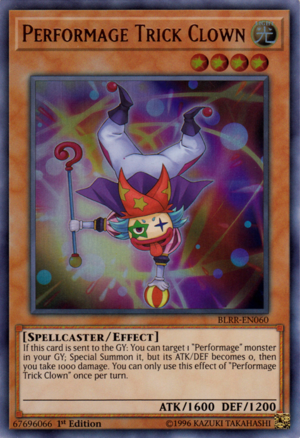 PERFORMAGE TRICK CLOWN
光
BLRR-EN060
[SPELLCASTER/EFFECT]
If this card is sent to the GY: You can target 1 "Performage" monster
in your GY; Special Summon it, but its ATK/DEF becomes 0, then
you take 1000 damage. You can only use this effect of "Performage
Trick Clown" once per turn.
ATK/1600 DEF/1200
67696066 1st Edition ©1996 KAZUKI TAKAHASHI